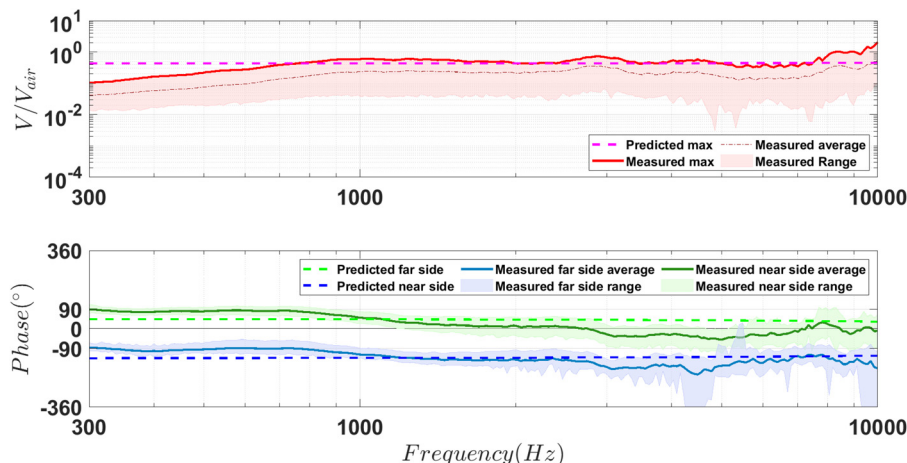 10^1
10^0
10^-2
10^-4
V/V_air
Predicted max
Measured average
Measured max
Measured Range
300
1000
10000
360
90
0
-90
-360
Phase(°)
Predicted far side
Measured far side average
Measured near side average
Predicted near side
Measured far side range
Measured near side range
300
1000
10000
Frequency(Hz)